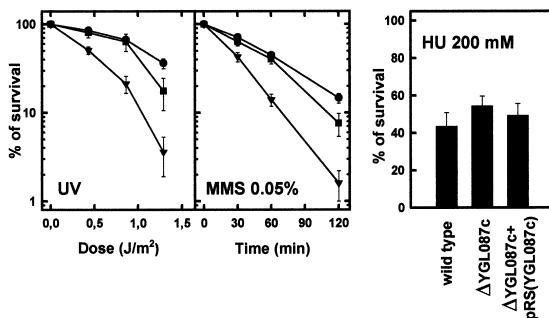 % of survival
100
10
1
UV
0,0
0,5
1,0
1,5
Dose (J/m²)
MMS 0.05%
0
30
60
90
120
Time (min)
% of survival
100
80
60
40
20
0
HU 200 mM
wild type
ΔYGL087c
ΔYGL087c+
pRS(YGL087c)